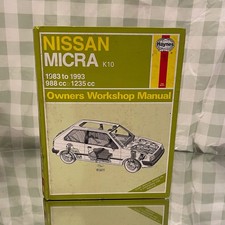 NISSAN
MICRA K10
1983 to 1993
988 cc 1235 cc
Owners Workshop Manual